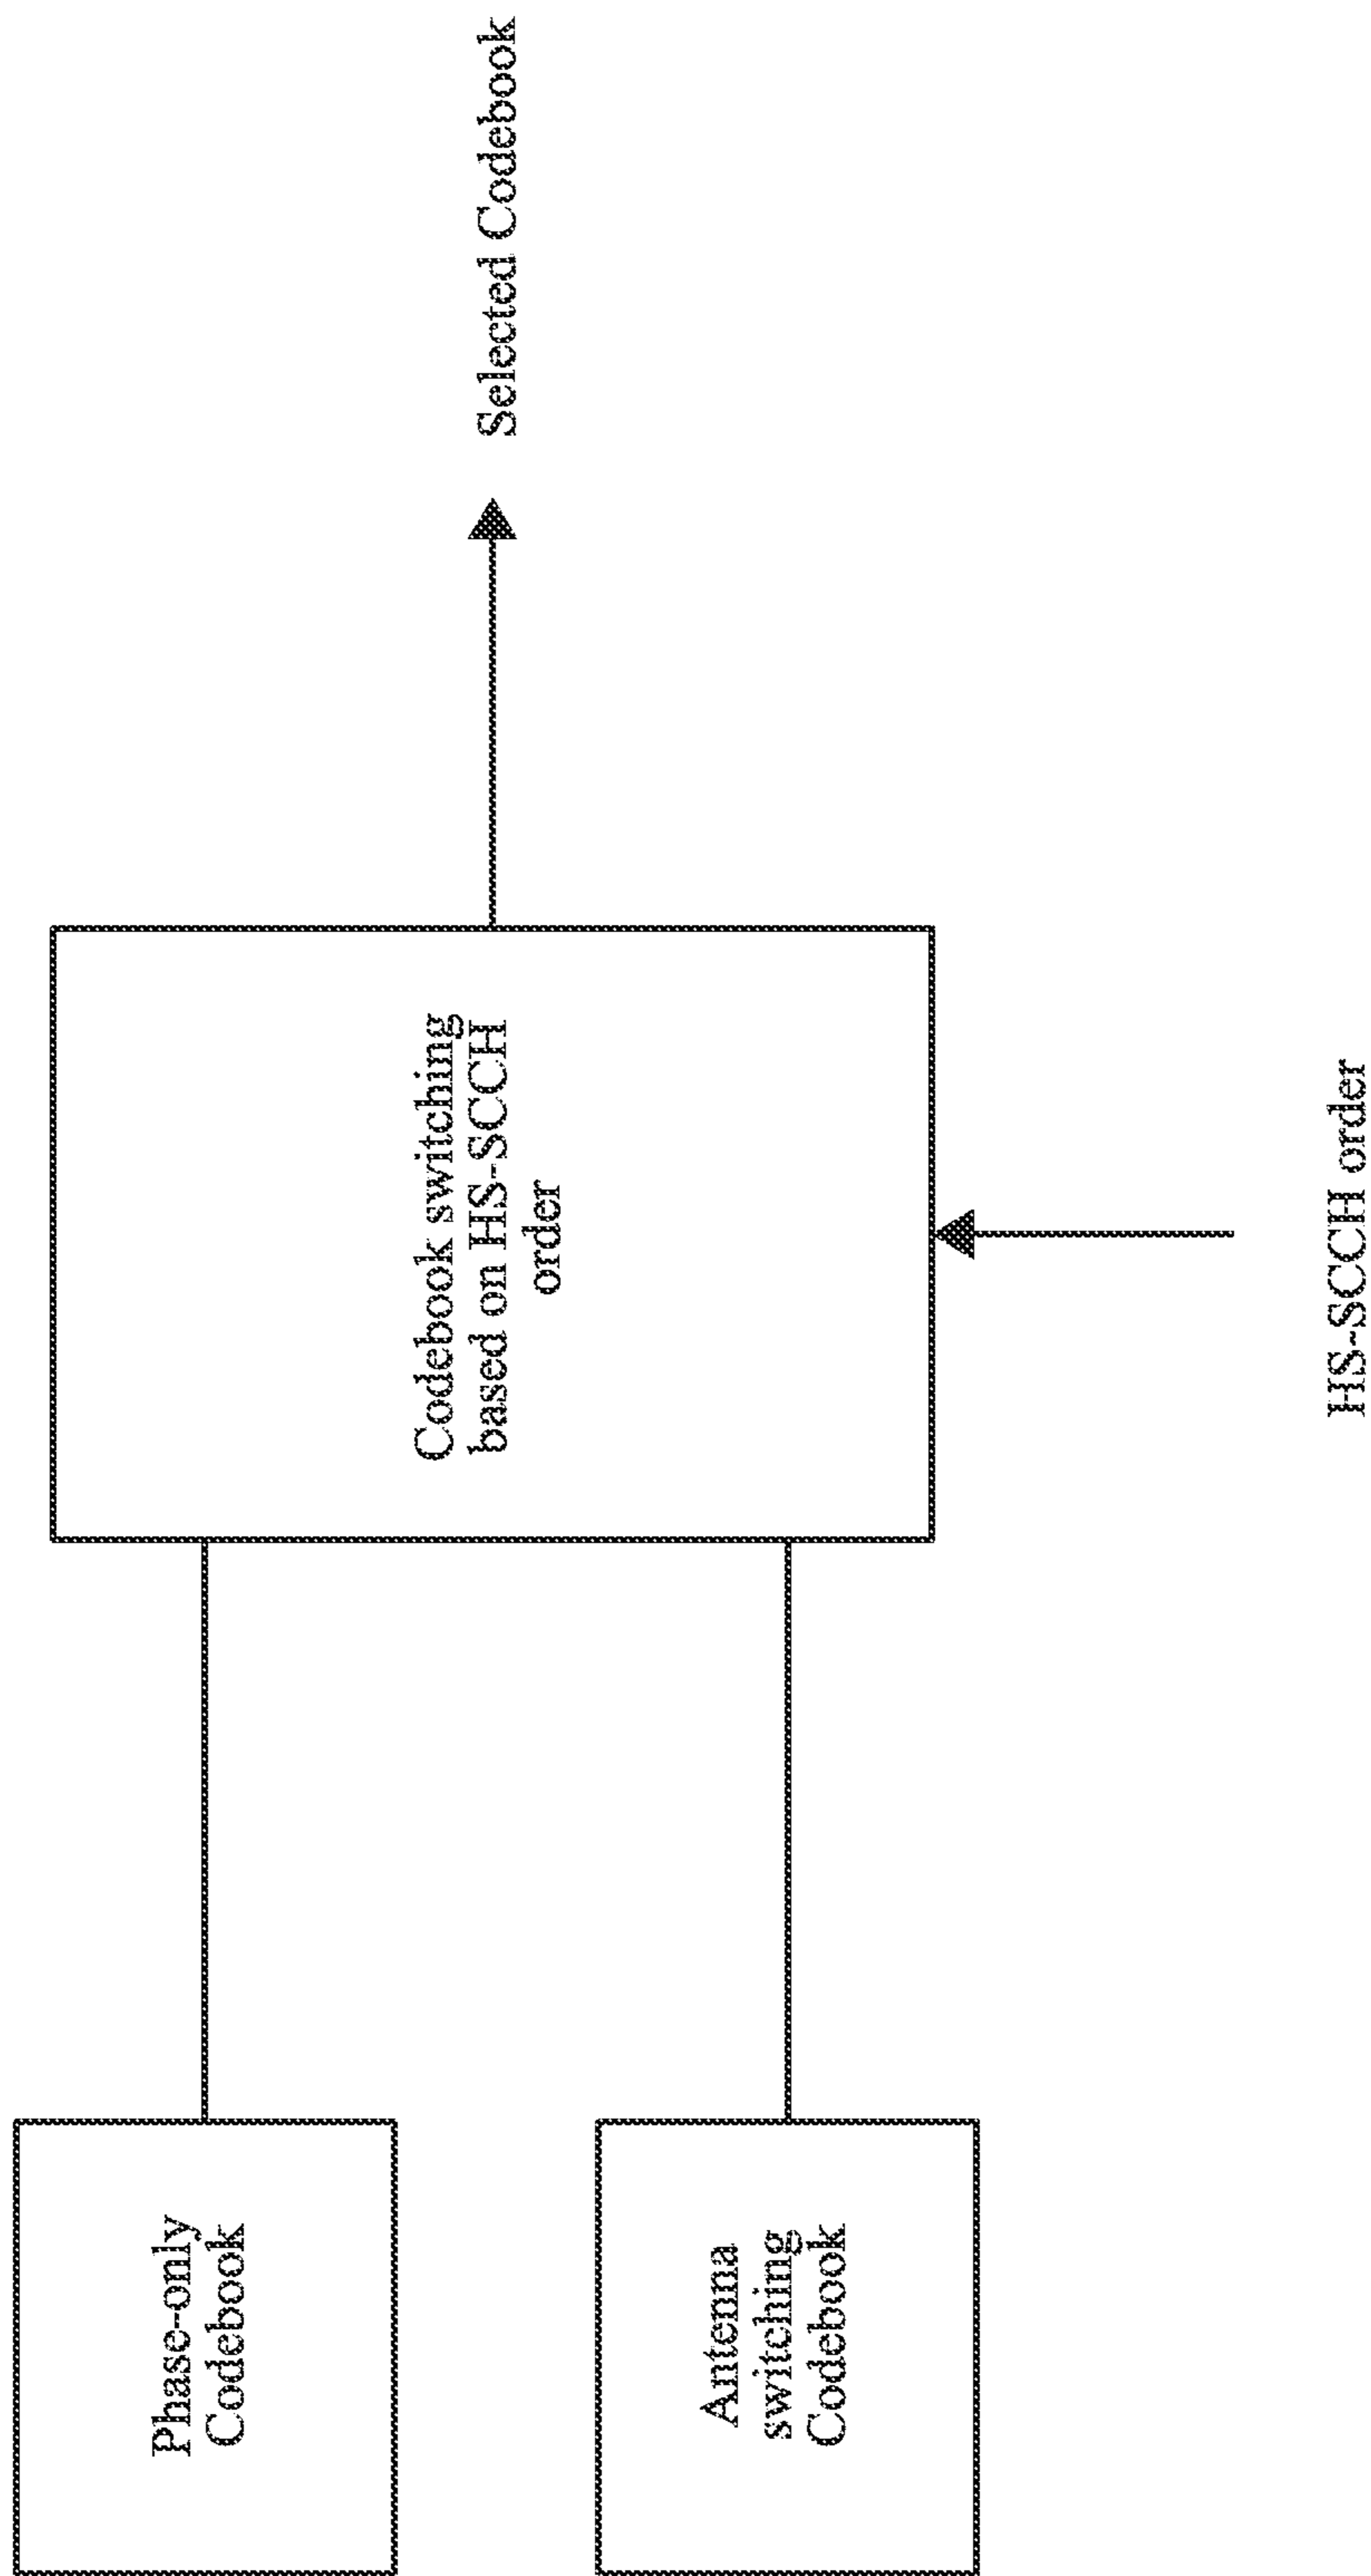 Phase-only
Codebook
Antenna
switching
Codebook
Codebook switching
based on HS-SCCH
order
HS-SCCH order
Selected Codebook